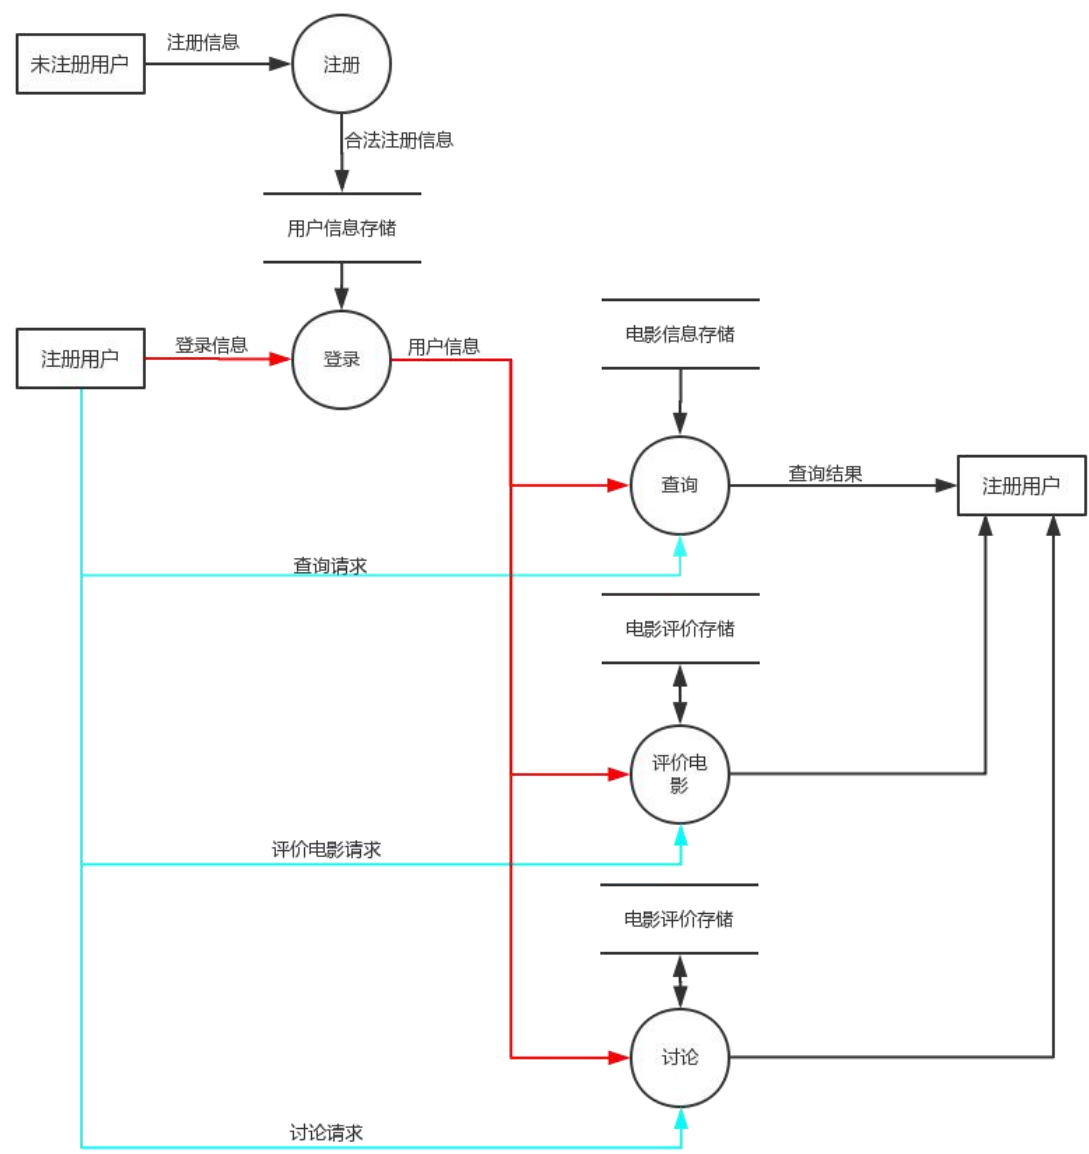 注册信息
未注册用户
注册
合法注册信息
用户信息存储
注册用户
登录信息
登录
用户信息
电影信息存储
查询
查询结果
注册用户
查询请求
电影评价存储
评价电
影
评价电影请求
电影评价存储
讨论
讨论请求